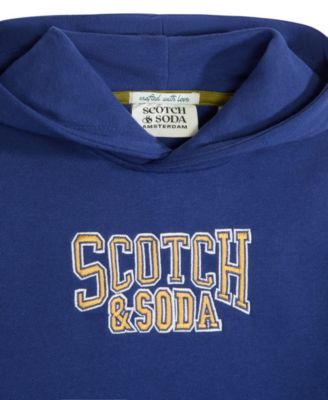 crafted with love
SCOTCH
& SODA
AMSTERDAM
SCOTCH
& SODA